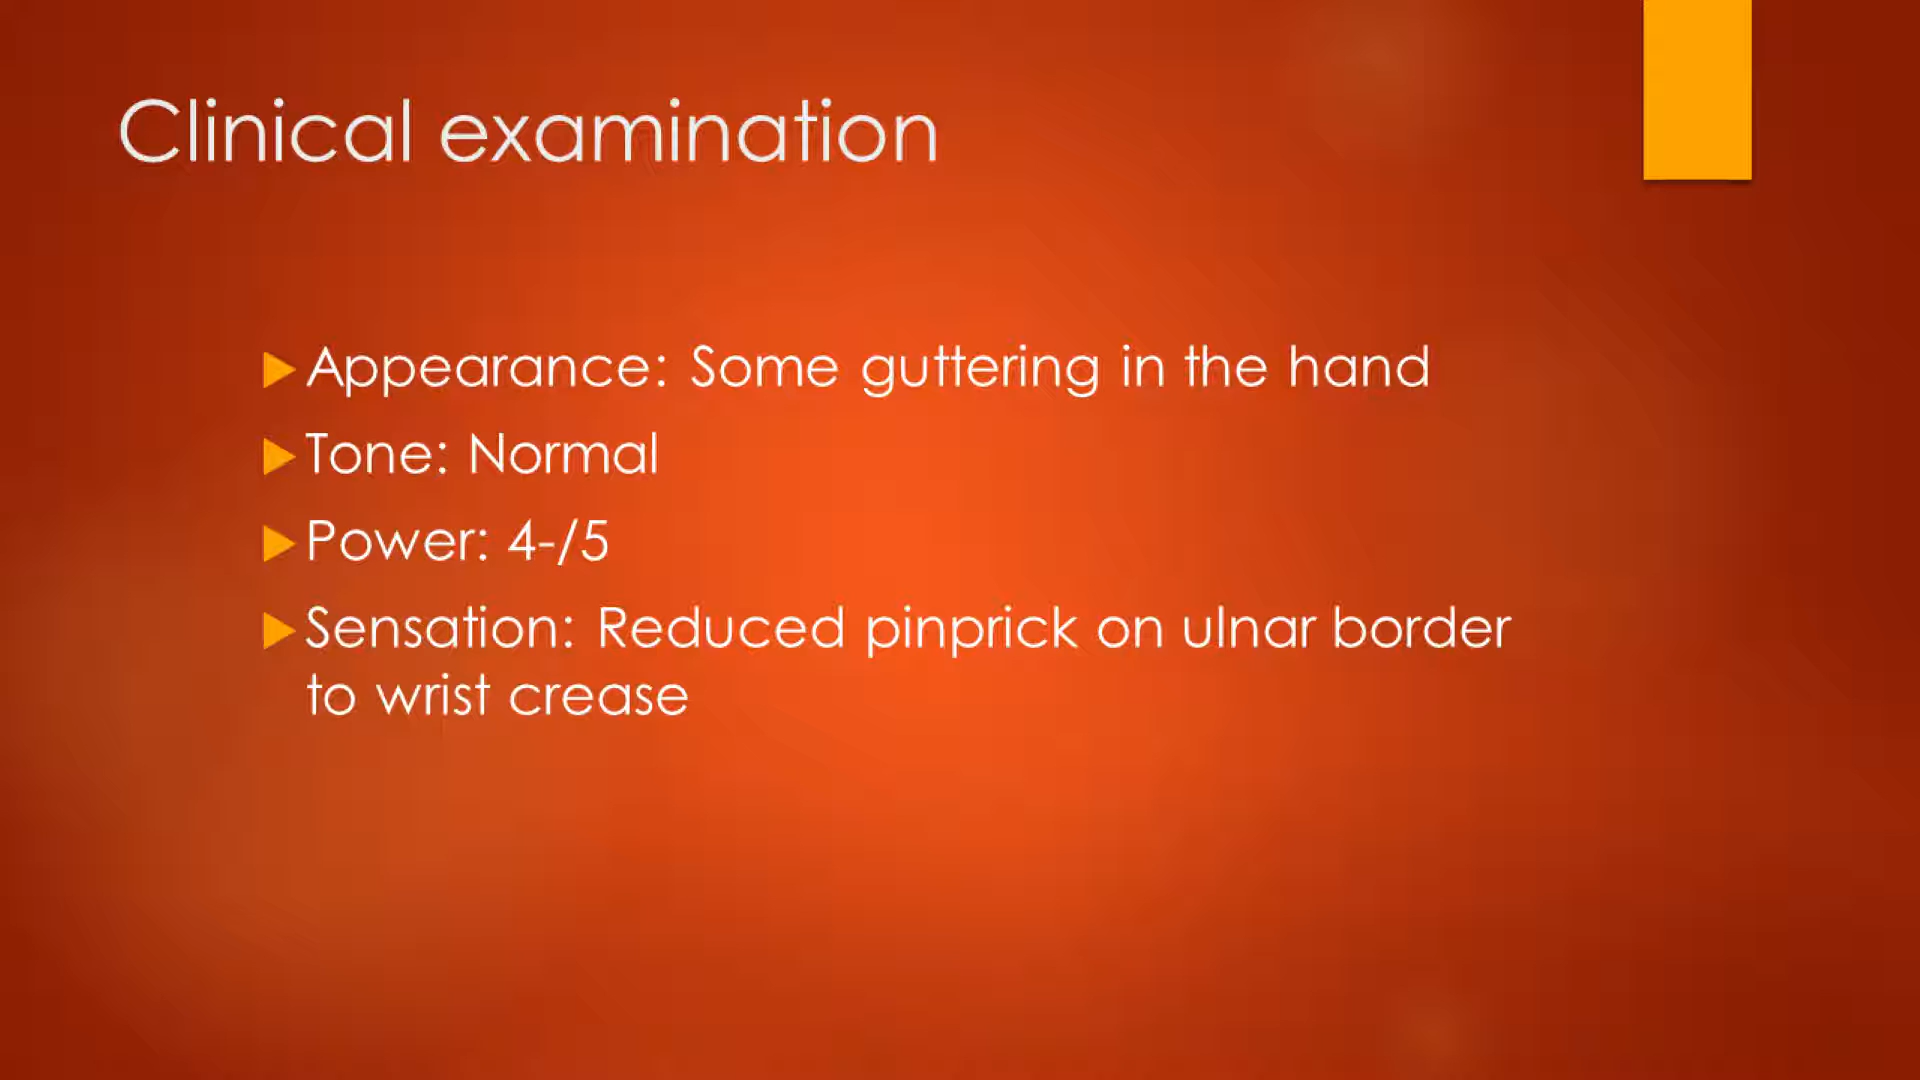 Clinical examination
Appearance: Some guttering in the hand
Tone: Normal
Power: 4-/5
Sensation: Reduced pinprick on ulnar border
to wrist crease